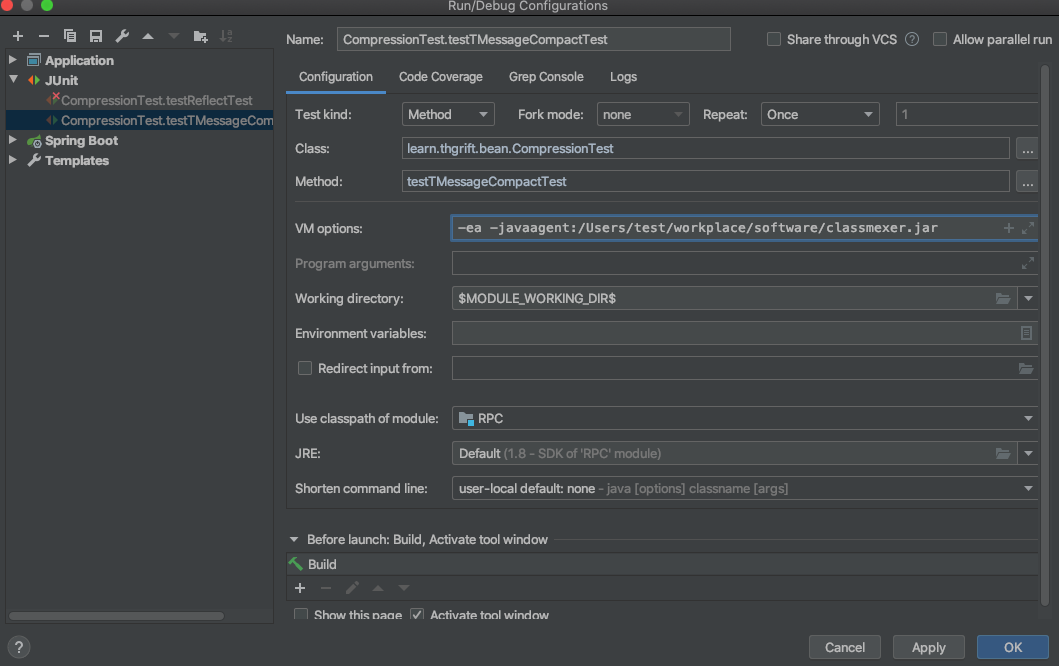 Run/Debug Configurations
Name: CompressionTest.testTMessageCompactTest Share through VCS ? Allow parallel run
Application
JUnit
CompressionTest.testReflectTest
CompressionTest.testTMessageCom
Spring Boot
Templates
Configuration Code Coverage Grep Console Logs
Test kind: Method Fork mode: none Repeat: Once 1
Class: learn.thgrift.bean.CompressionTest ...
Method: testTMessageCompactTest ...
VM options: -ea -javaagent:/Users/test/workplace/software/classmexer.jar
Program arguments:
Working directory: $MODULE_WORKING_DIR$
Environment variables:
Redirect input from:
Use classpath of module: RPC
JRE: Default (1.8 - SDK of 'RPC' module)
Shorten command line: user-local default: none - java [options] classname [args]
Before launch: Build, Activate tool window
Build
Show this page Activate tool window
? Cancel Apply OK